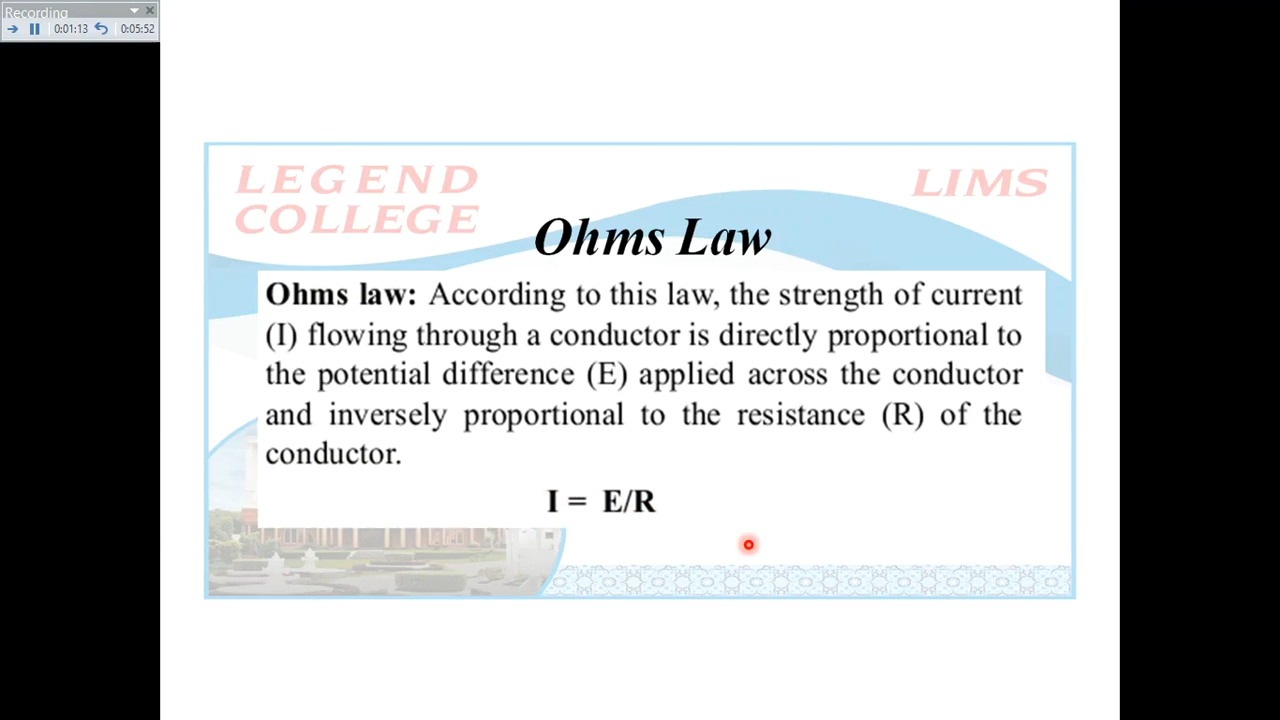 Recording
0:01:13 0:05:52
LEGEND
COLLEGE
LIMS
Ohms Law
Ohms law: According to this law, the strength of current
(I) flowing through a conductor is directly proportional to
the potential difference (E) applied across the conductor
and inversely proportional to the resistance (R) of the
conductor.
I = E/R